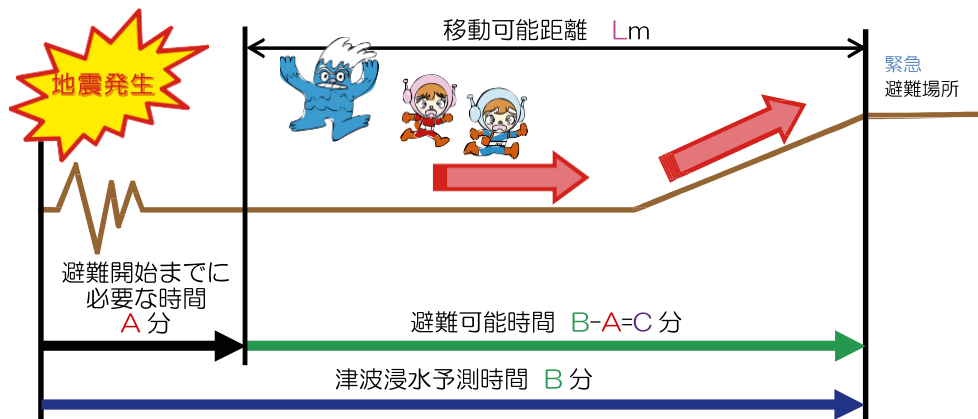 移動可能距離 Lm
地震発生
緊急
避難場所
避難開始までに
必要な時間
A 分
避難可能時間 B-A=C 分
津波浸水予測時間 B 分